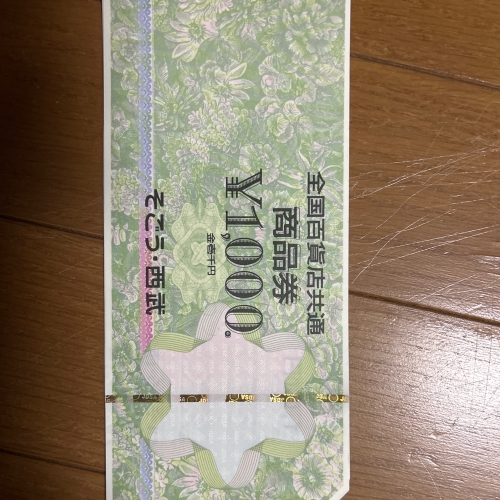 全国百貨店共通
商品券
¥1,000.
金壱千円
そごう・西武